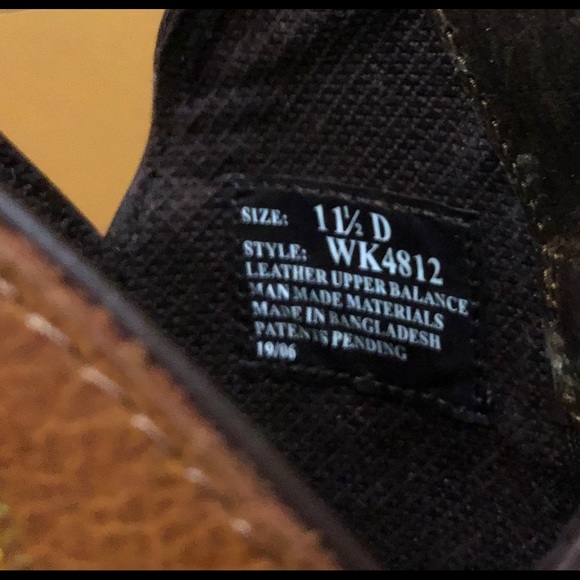 SIZE: 11½ D
STYLE: WK4812
LEATHER UPPER BALANCE
MAN MADE MATERIALS
MADE IN BANGLADESH
PATENTS PENDING
19/06